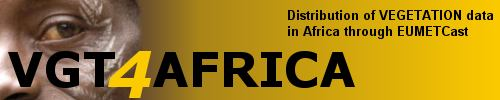 Distribution of VEGETATION data
in Africa through EUMETCast
VGT4AFRICA